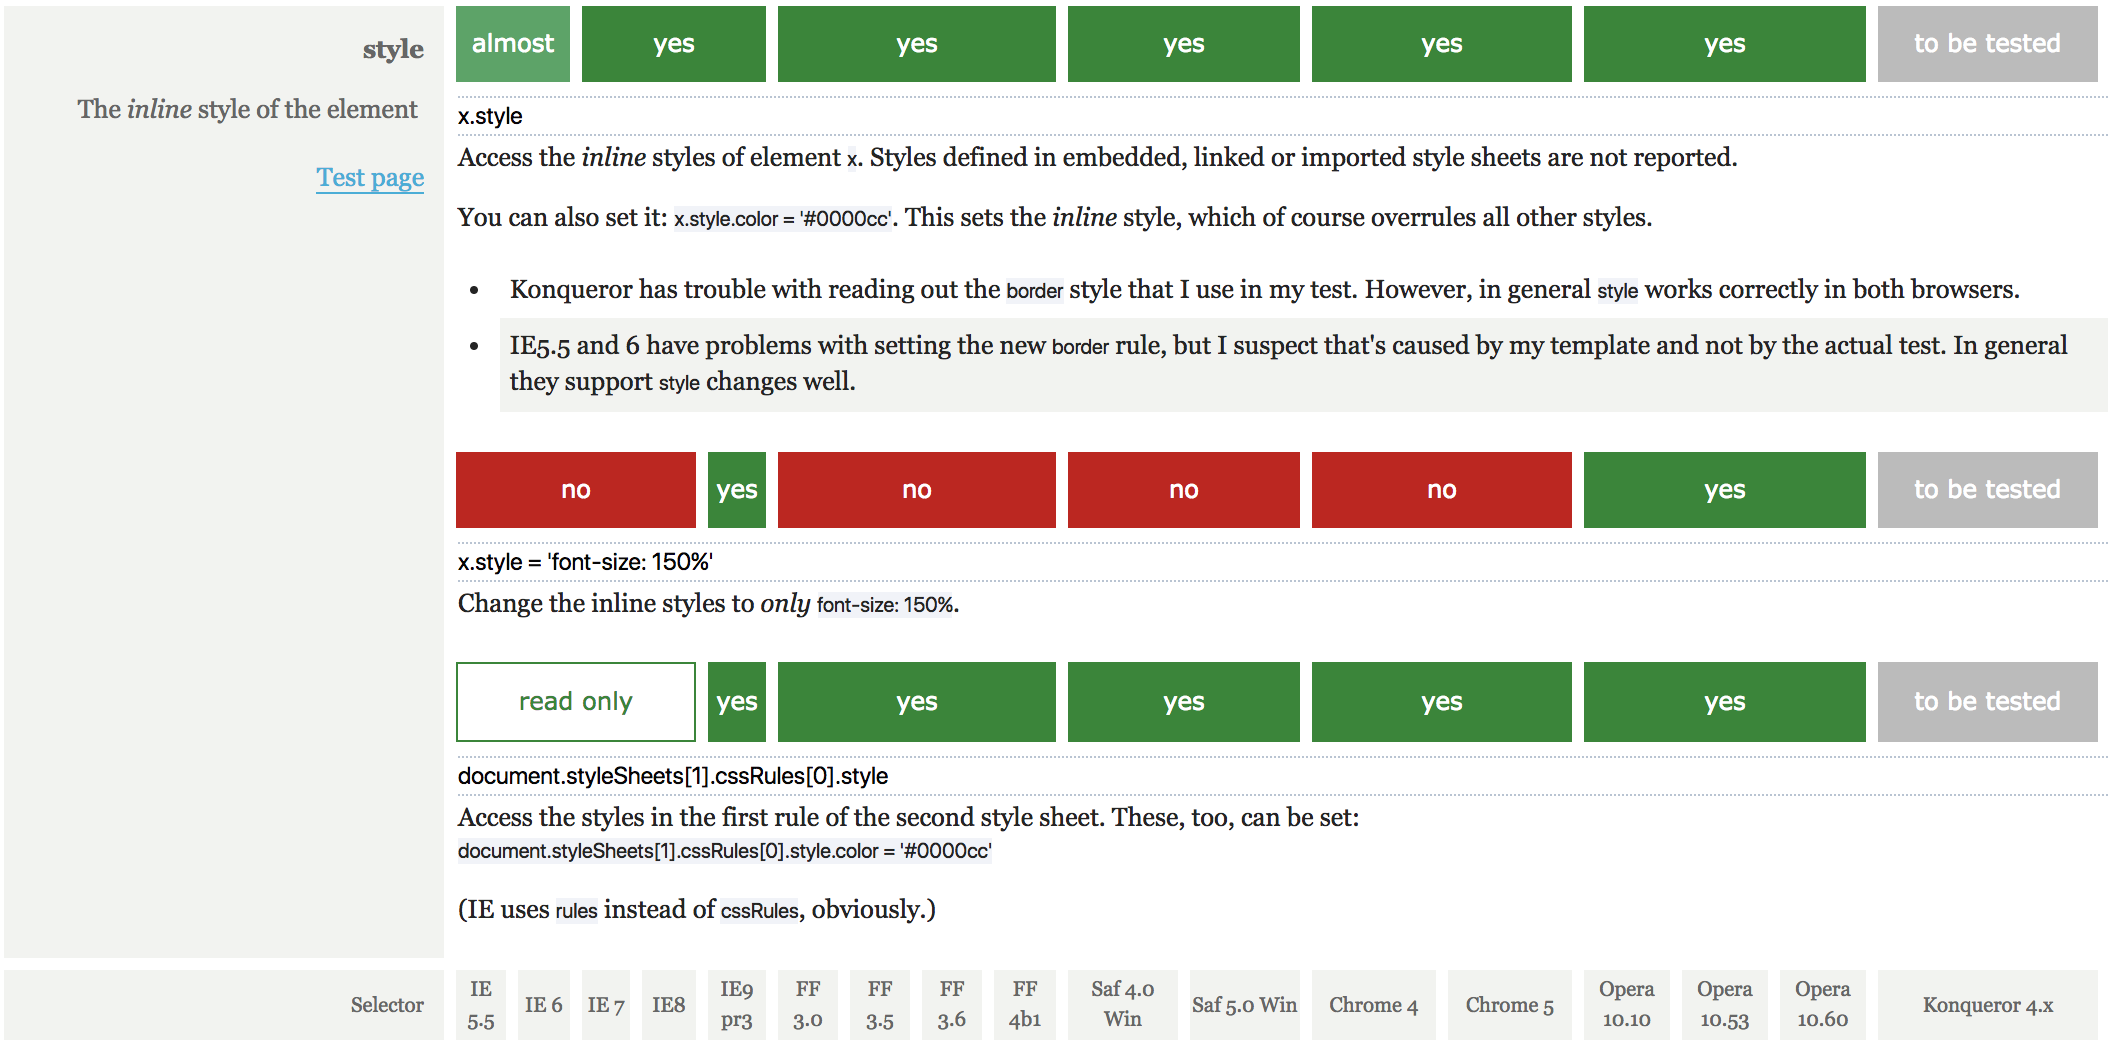 style
The inline style of the element
Test page
almost yes yes yes yes yes to be tested
x.style
Access the inline styles of element x. Styles defined in embedded, linked or imported style sheets are not reported.
You can also set it: x.style.color = '#0000cc'. This sets the inline style, which of course overrules all other styles.
• Konqueror has trouble with reading out the border style that I use in my test. However, in general style works correctly in both browsers.
• IE5.5 and 6 have problems with setting the new border rule, but I suspect that's caused by my template and not by the actual test. In general
they support style changes well.
no yes no no no yes to be tested
x.style = 'font-size: 150%'
Change the inline styles to only font-size: 150%.
read only yes yes yes yes yes to be tested
document.styleSheets[1].cssRules[0].style
Access the styles in the first rule of the second style sheet. These, too, can be set:
document.styleSheets[1].cssRules[0].style.color = '#0000cc'
(IE uses rules instead of cssRules, obviously.)
Selector
IE
5.5
IE 6
IE 7
IE8
IE9
pr3
FF
3.0
FF
3.5
FF
3.6
FF
4b1
Saf 4.0
Win
Saf 5.0 Win
Chrome 4
Chrome 5
Opera
10.10
Opera
10.53
Opera
10.60
Konqueror 4.x